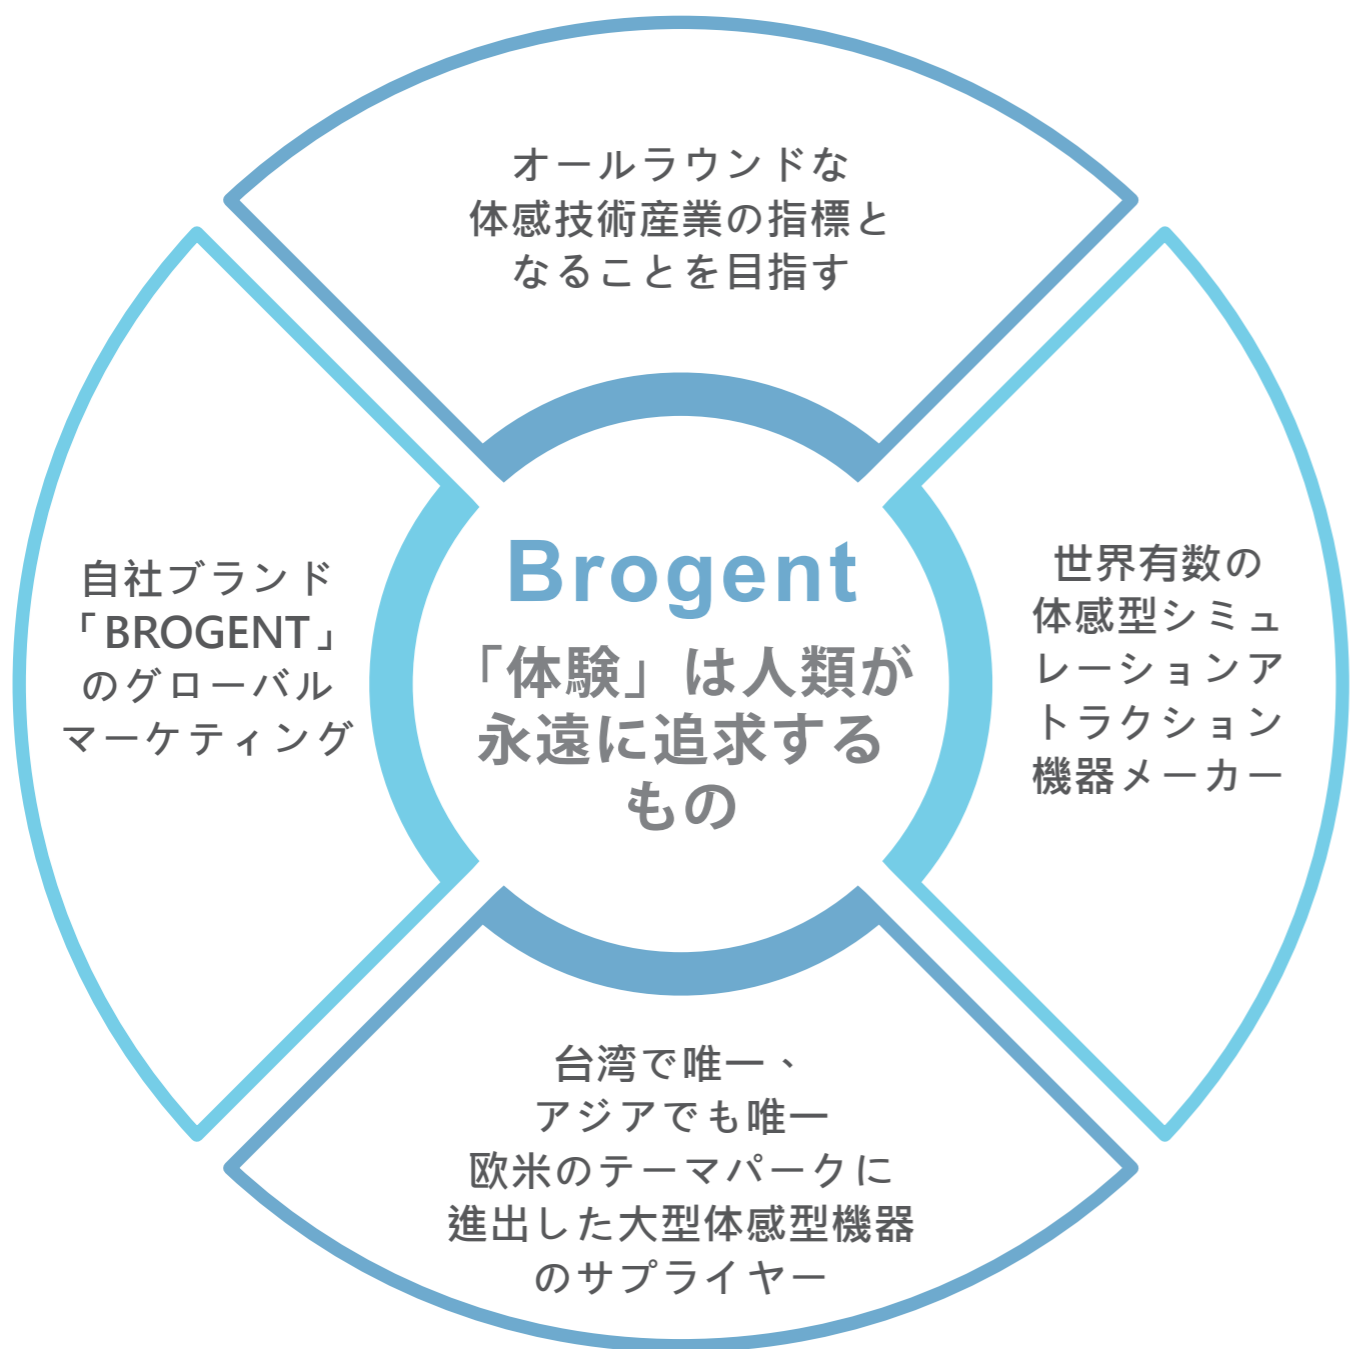 オールラウンドな
体感技術産業の指標と
なることを目指す
自社ブランド
「BROGENT」
のグローバル
マーケティング
Brogent
「体験」は人類が
永遠に追求する
もの
世界有数の
体感型シミュ
レーションア
トラクション
機器メーカー
台湾で唯一、
アジアでも唯一
欧米のテーマパークに
進出した大型体感型機器
のサプライヤー